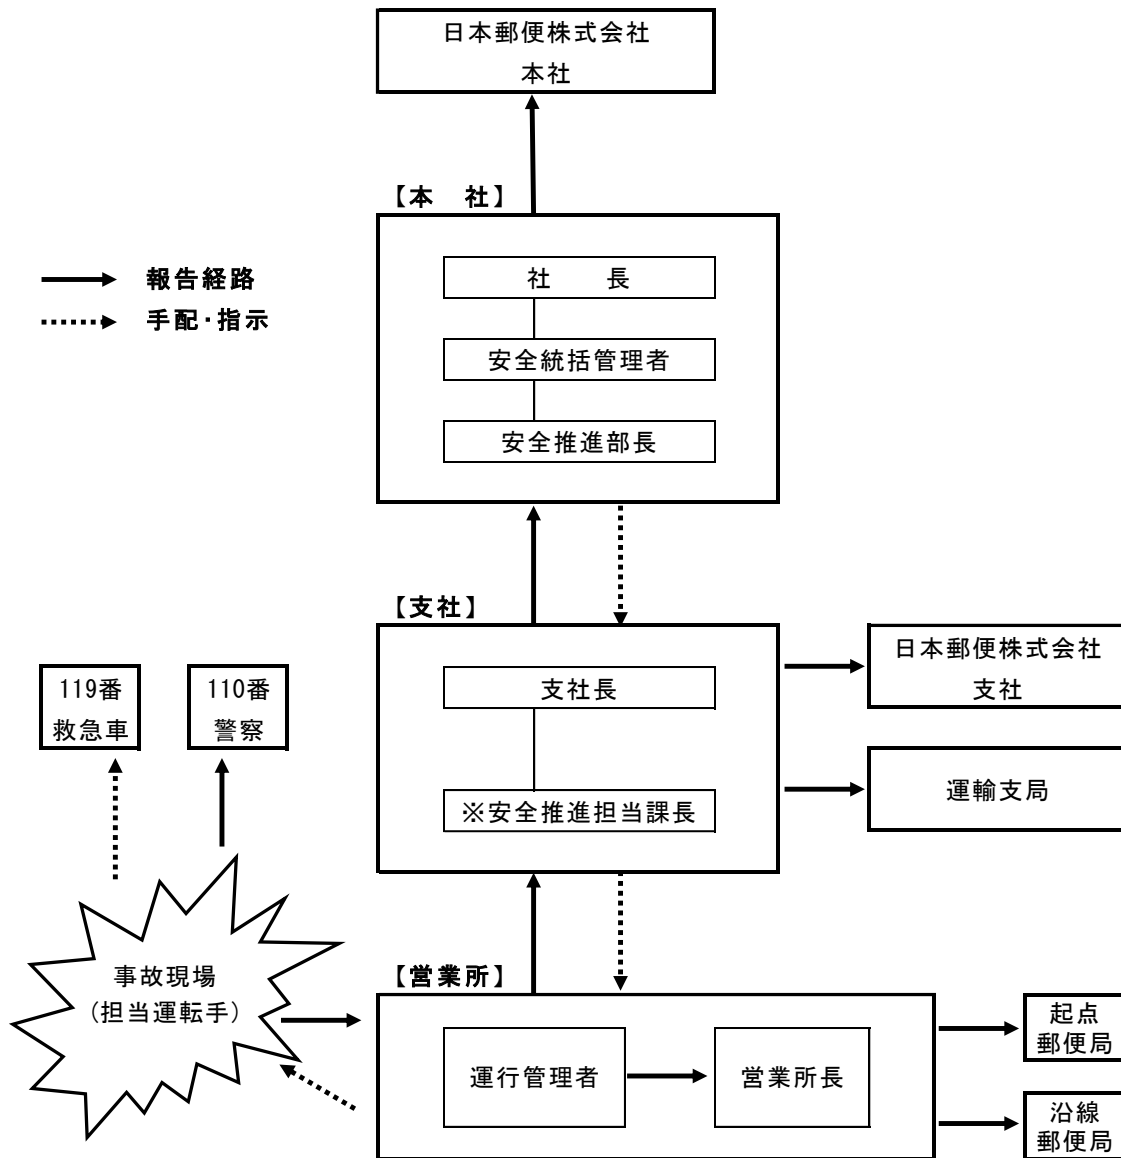 日本郵便株式会社
本社
【本　社】
報告経路
手配・指示
社　　長
安全統括管理者
安全推進部長
【支社】
支社長
※安全推進担当課長
日本郵便株式会社
支社
運輸支局
119番
救急車
110番
警察
事故現場
（担当運転手）
【営業所】
運行管理者
営業所長
起点
郵便局
沿線
郵便局